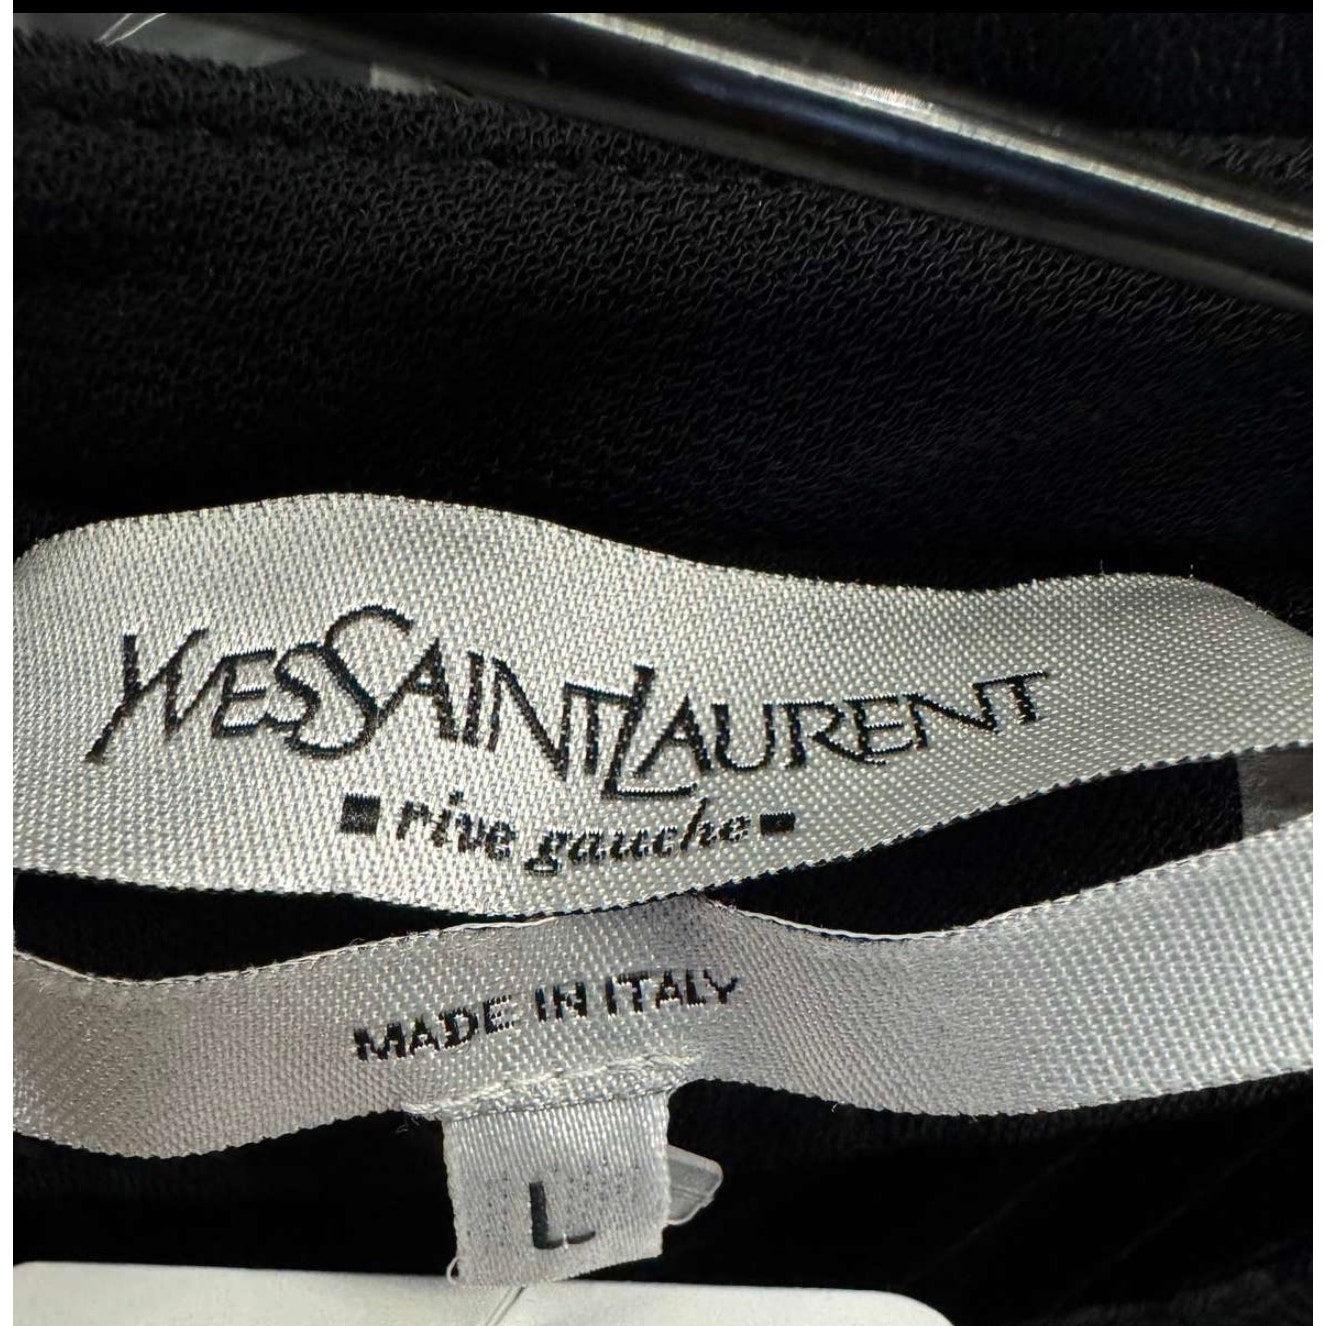 YVESSAINTLAURENT
rive gauche
MADE IN ITALY
L